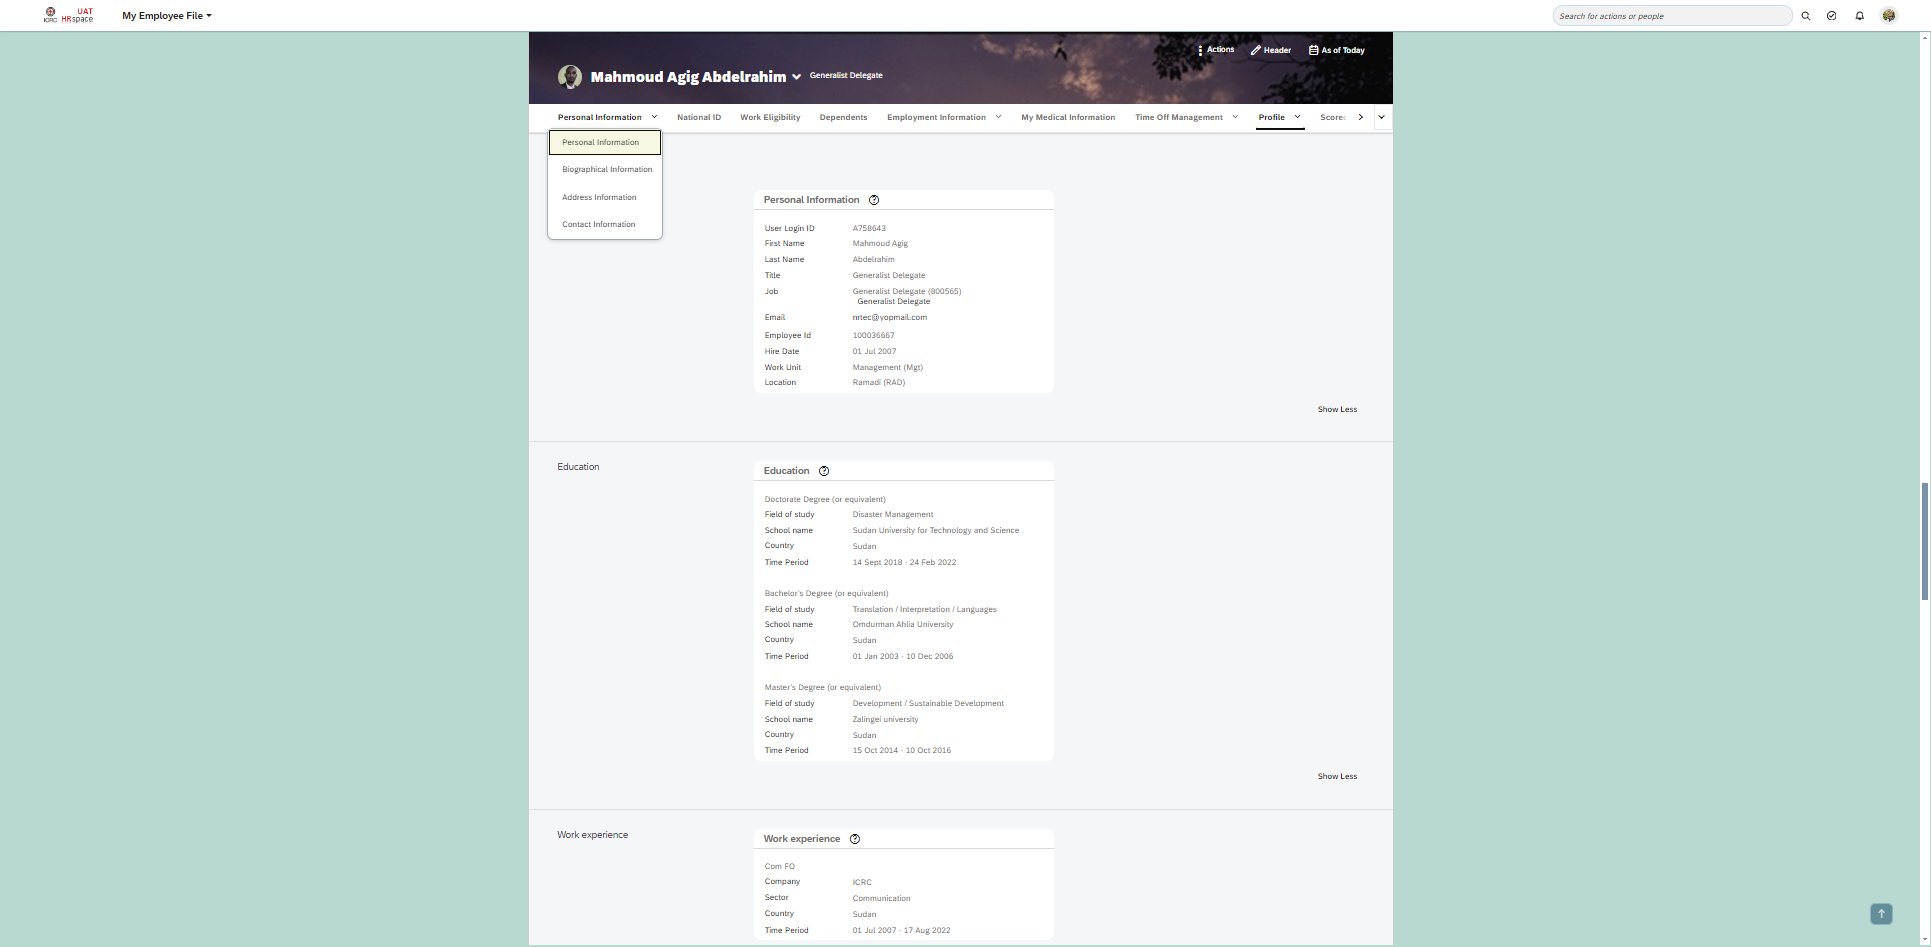 UAT
ICRC HRspace
My Employee File
Search for actions or people
Actions
Header
As of Today
Mahmoud Agig Abdelrahim
Generalist Delegate
Personal Information
National ID
Work Eligibility
Dependents
Employment Information
My Medical Information
Time Off Management
Profile
Score
Personal Information
Biographical Information
Address Information
Contact Information
Personal Information
User Login ID A758643
First Name Mahmoud Agig
Last Name Abdelrahim
Title Generalist Delegate
Job Generalist Delegate (800565)
Generalist Delegate
Email nrtec@yopmail.com
Employee Id 100036667
Hire Date 01 Jul 2007
Work Unit Management (Mgt)
Location Ramadi (RAD)
Show Less
Education
Education
Doctorate Degree (or equivalent)
Field of study Disaster Management
School name Sudan University for Technology and Science
Country Sudan
Time Period 14 Sept 2018 - 24 Feb 2022
Bachelor's Degree (or equivalent)
Field of study Translation / Interpretation / Languages
School name Omdurman Ahlia University
Country Sudan
Time Period 01 Jan 2003 - 10 Dec 2006
Master's Degree (or equivalent)
Field of study Development / Sustainable Development
School name Zalingei university
Country Sudan
Time Period 15 Oct 2014 - 10 Oct 2016
Show Less
Work experience
Work experience
Com FO
Company ICRC
Sector Communication
Country Sudan
Time Period 01 Jul 2007 - 17 Aug 2022